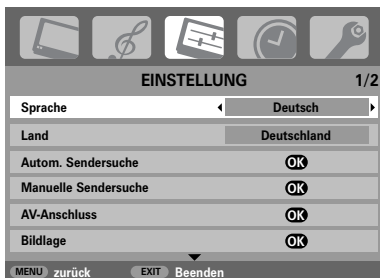 EINSTELLUNG 1/2
Sprache Deutsch
Land Deutschland
Autom. Sendersuche OK
Manuelle Sendersuche OK
AV-Anschluss OK
Bildlage OK
MENU zurück EXIT Beenden